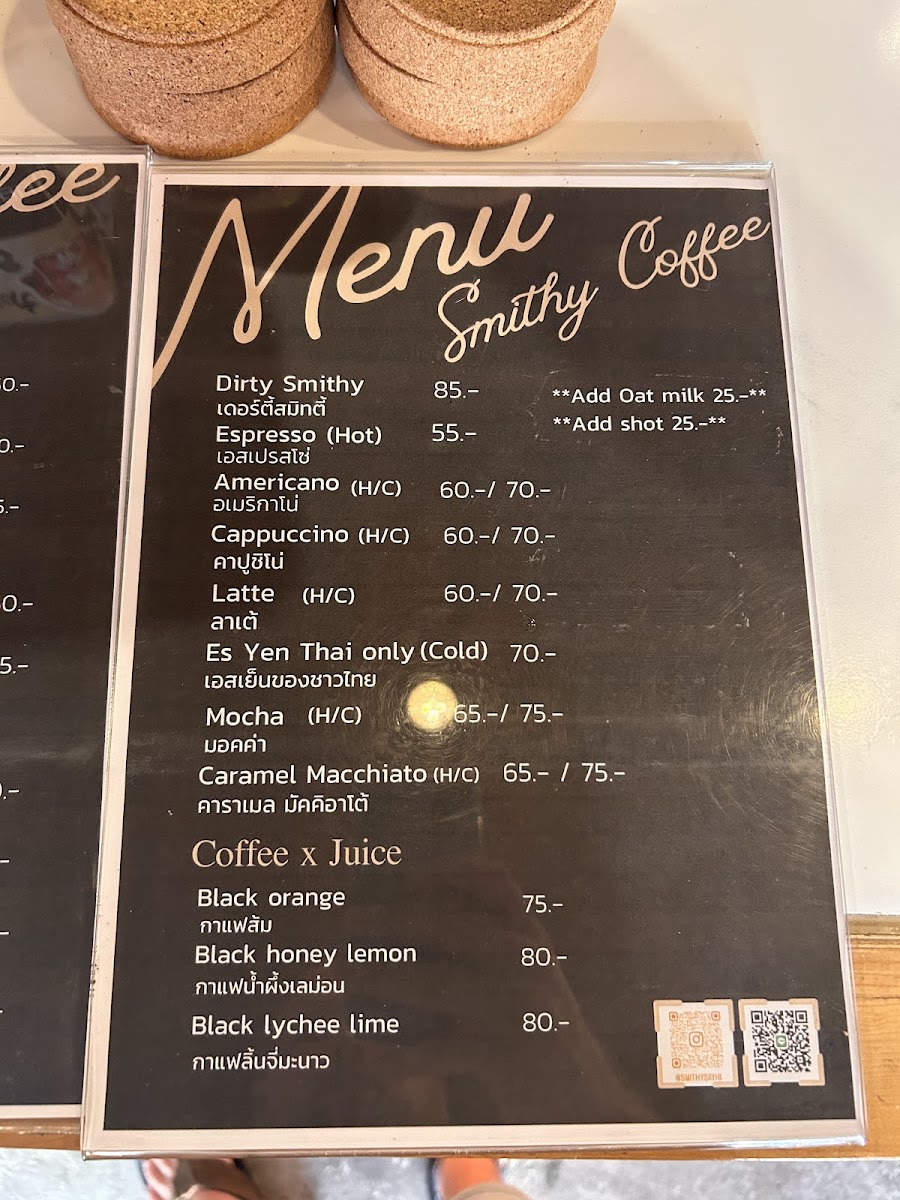 Menu
Smithy Coffee
Dirty Smithy 85.- **Add Oat milk 25.-**
เดอร์ตี้สมิทตี้ **Add shot 25.-**
Espresso (Hot) 55.-
เอสเปรสโซ่
Americano (H/C) 60.-/ 70.-
อเมริกาโน่
Cappuccino (H/C) 60.-/ 70.-
คาปูชิโน่
Latte (H/C) 60.-/ 70.-
ลาเต้
Es Yen Thai only (Cold) 70.-
เอสเย็นของชาวไทย
Mocha (H/C) 65.-/ 75.-
มอคค่า
Caramel Macchiato (H/C) 65.- / 75.-
คาราเมล มัคคิอาโต้
Coffee x Juice
Black orange 75.-
กาแฟส้ม
Black honey lemon 80.-
กาแฟน้ำผึ้งเลม่อน
Black lychee lime 80.-
กาแฟลิ้นจี่มะนาว